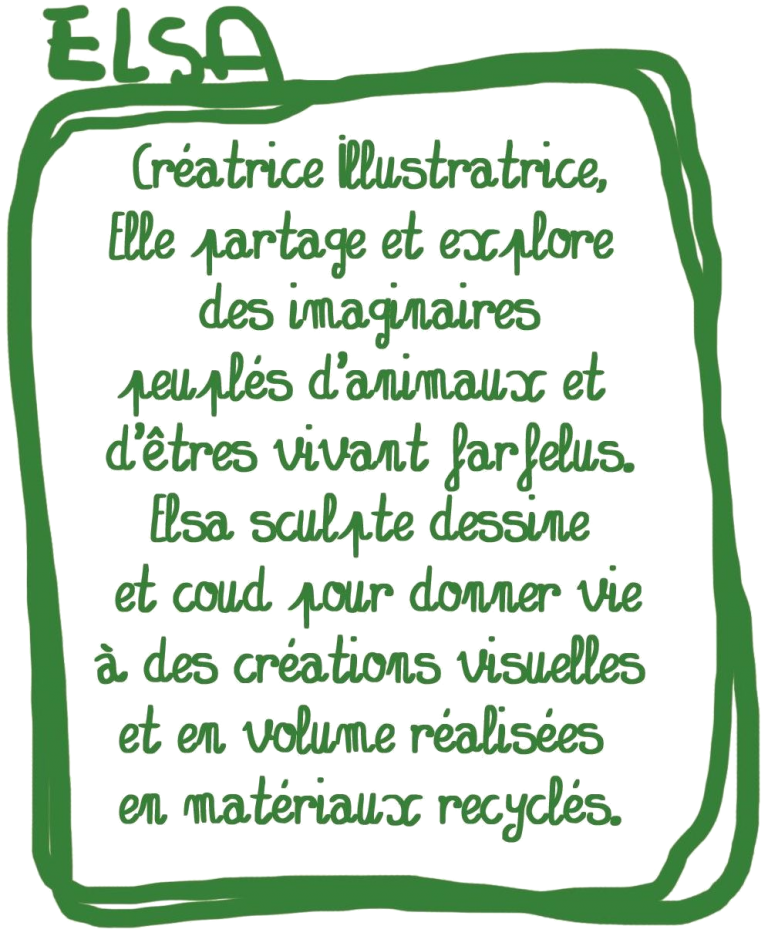 ELSA
Créatrice Illustratrice,
Elle partage et explore
des imaginaires
peuplés d'animaux et
d'êtres vivant farfelus.
Elsa sculpte dessine
et coud pour donner vie
à des créations visuelles
et en volume réalisées
en matériaux recyclés.